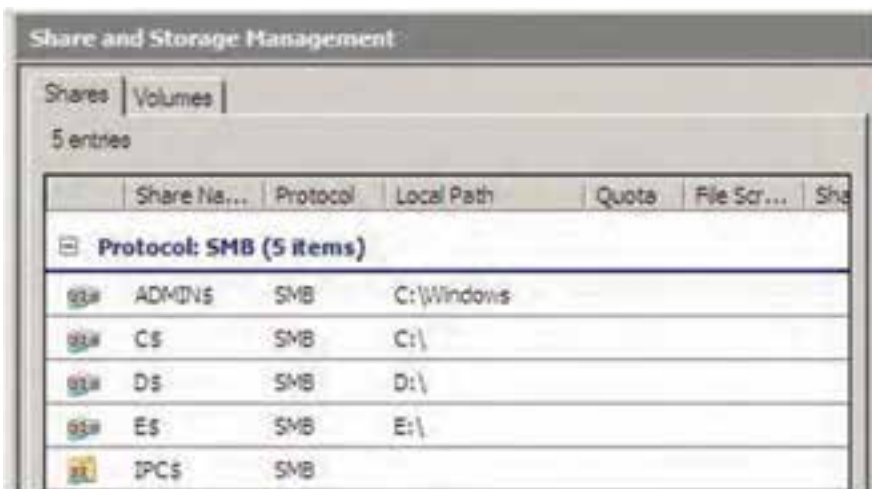 Share and Storage Management
Shares Volumes
5 entries
Share Na... Protocol Local Path Quota File Scr... Sha
Protocol: SMB (5 items)
ADMIN$ SMB C:\Windows
C$ SMB C:\
D$ SMB D:\
E$ SMB E:\
IPC$ SMB